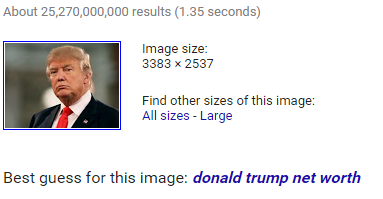 About 25,270,000,000 results (1.35 seconds)
Image size:
3383 × 2537
Find other sizes of this image:
All sizes - Large
Best guess for this image: donald trump net worth